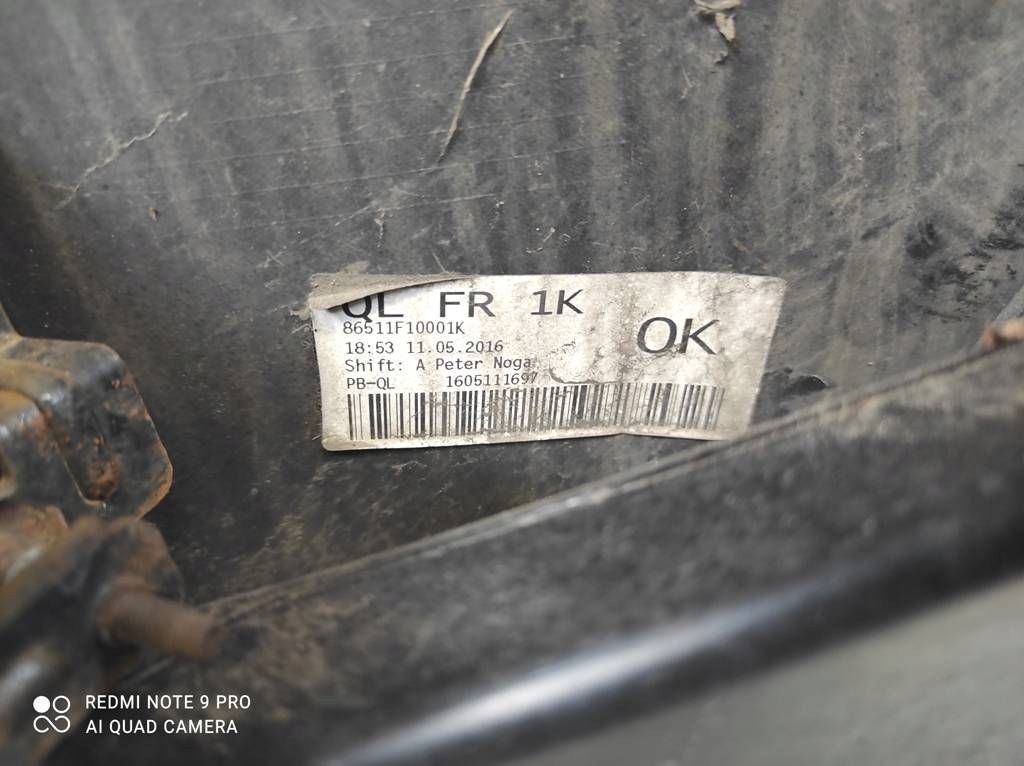 QL FR 1K
86511F10001K
OK
18:53 11.05.2016
Shift: A Peter Noga
PB-QL 1605111697
REDMI NOTE 9 PRO
AI QUAD CAMERA